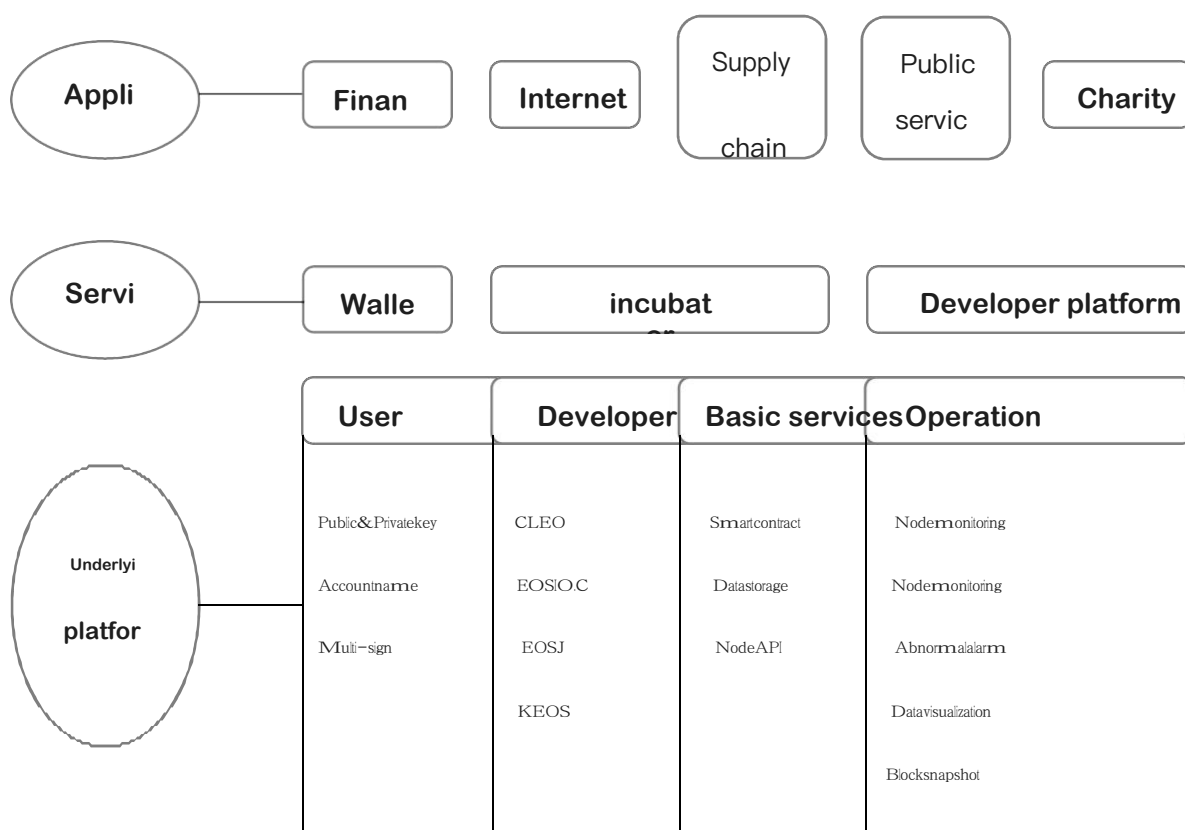 Appli
Finan
Internet
Supply
chain
Public
servic
Charity
Servi
Walle
incubat
or
Developer platform
User
Developer
Basic services
Operation
Underlyi
platfor
Public&Privatekey
CLEO
Smartcontract
Nodemonitoring
Accountname
EOSIO.C
Datastorage
Nodemonitoring
Multi-sign
EOSJ
NodeAPI
Abnormalalarm
KEOS
Datavisualization
Blocksnapshot